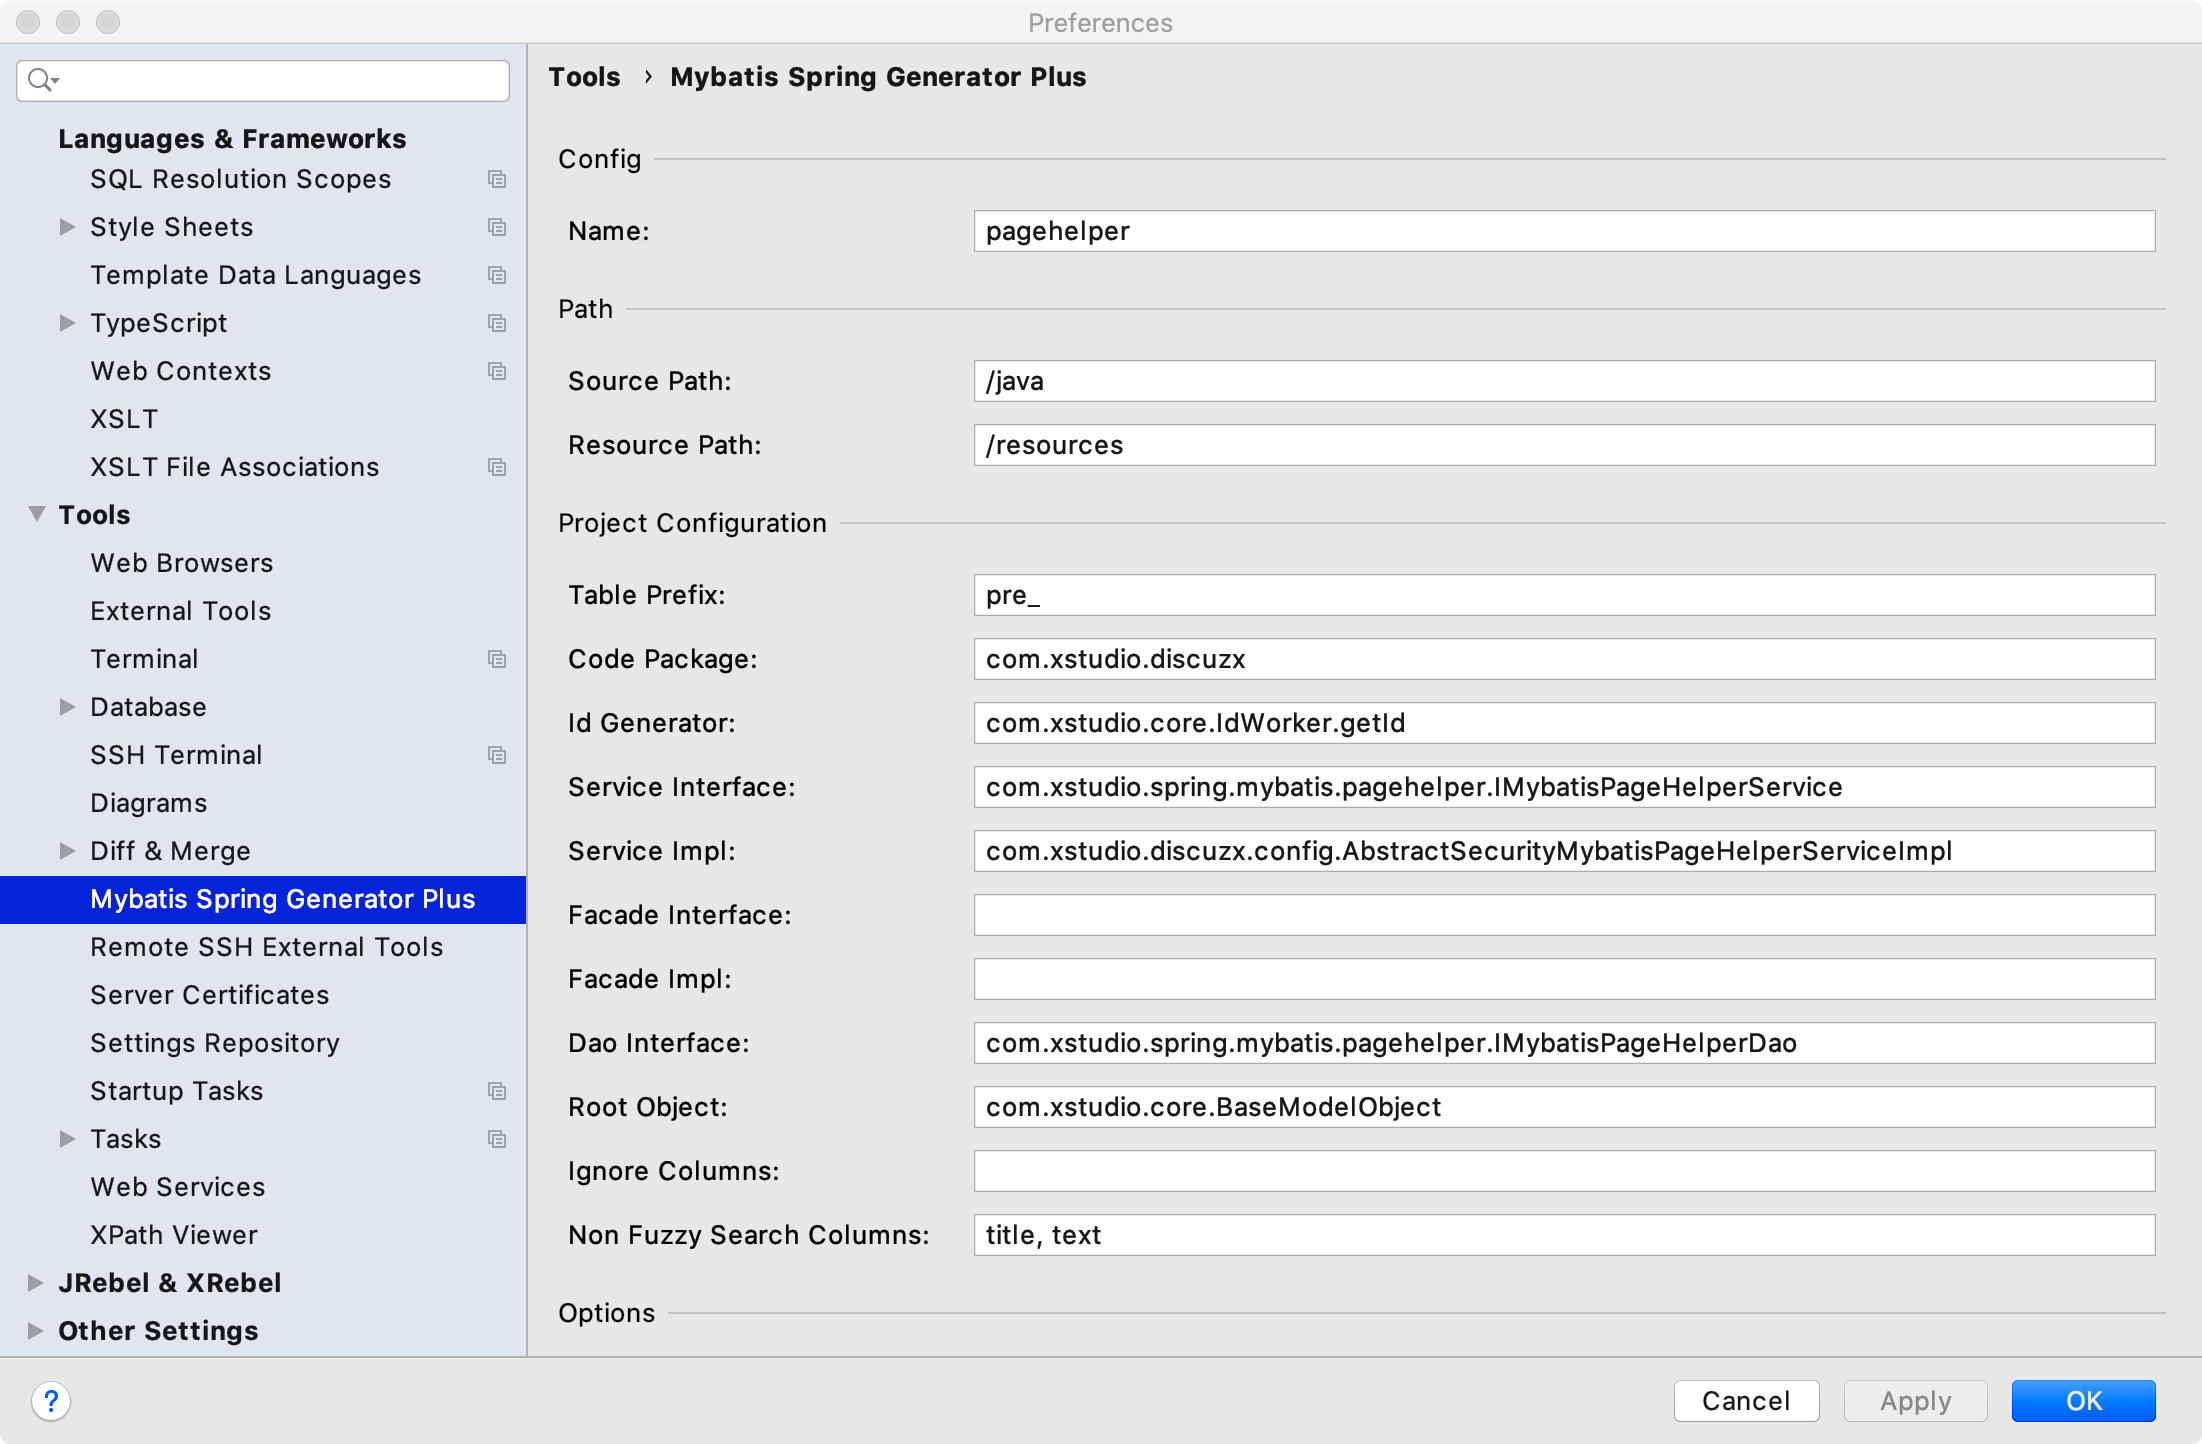 Preferences
Languages & Frameworks
SQL Resolution Scopes
Style Sheets
Template Data Languages
TypeScript
Web Contexts
XSLT
XSLT File Associations
Tools
Web Browsers
External Tools
Terminal
Database
SSH Terminal
Diagrams
Diff & Merge
Mybatis Spring Generator Plus
Remote SSH External Tools
Server Certificates
Settings Repository
Startup Tasks
Tasks
Web Services
XPath Viewer
JRebel & XRebel
Other Settings
Tools › Mybatis Spring Generator Plus
Config
Name: pagehelper
Path
Source Path: /java
Resource Path: /resources
Project Configuration
Table Prefix: pre_
Code Package: com.xstudio.discuzx
Id Generator: com.xstudio.core.IdWorker.getId
Service Interface: com.xstudio.spring.mybatis.pagehelper.IMybatisPageHelperService
Service Impl: com.xstudio.discuzx.config.AbstractSecurityMybatisPageHelperServiceImpl
Facade Interface:
Facade Impl:
Dao Interface: com.xstudio.spring.mybatis.pagehelper.IMybatisPageHelperDao
Root Object: com.xstudio.core.BaseModelObject
Ignore Columns:
Non Fuzzy Search Columns: title, text
Options
? Cancel Apply OK